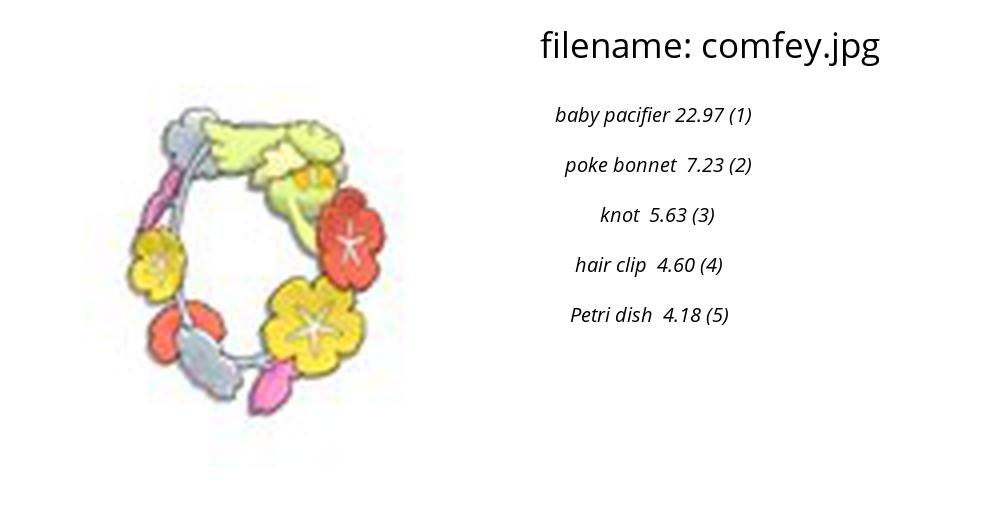 filename: comfey.jpg
baby pacifier 22.97 (1)
poke bonnet 7.23 (2)
knot 5.63 (3)
hair clip 4.60 (4)
Petri dish 4.18 (5)